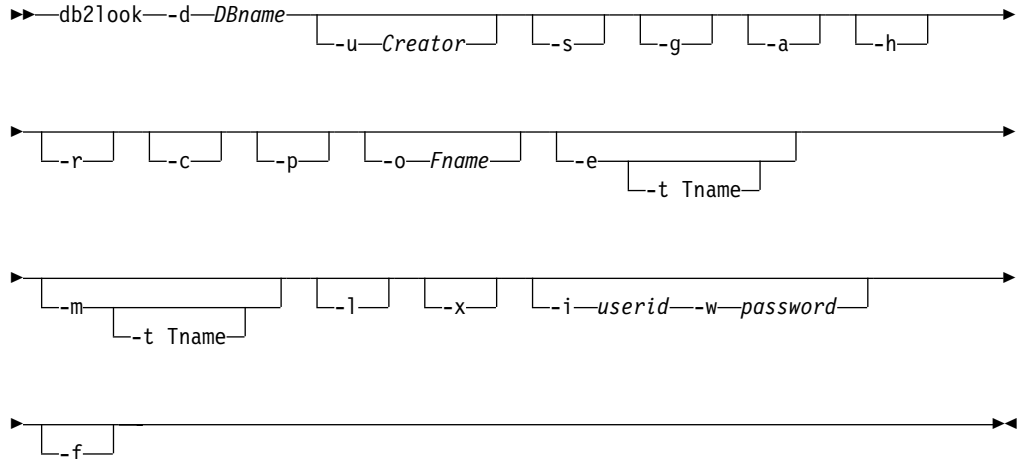 db2look -d DBname
-u Creator -s -g -a -h
-r -c -p -o Fname -e
-t Tname
-m -l -x -i userid -w password
-t Tname
-f